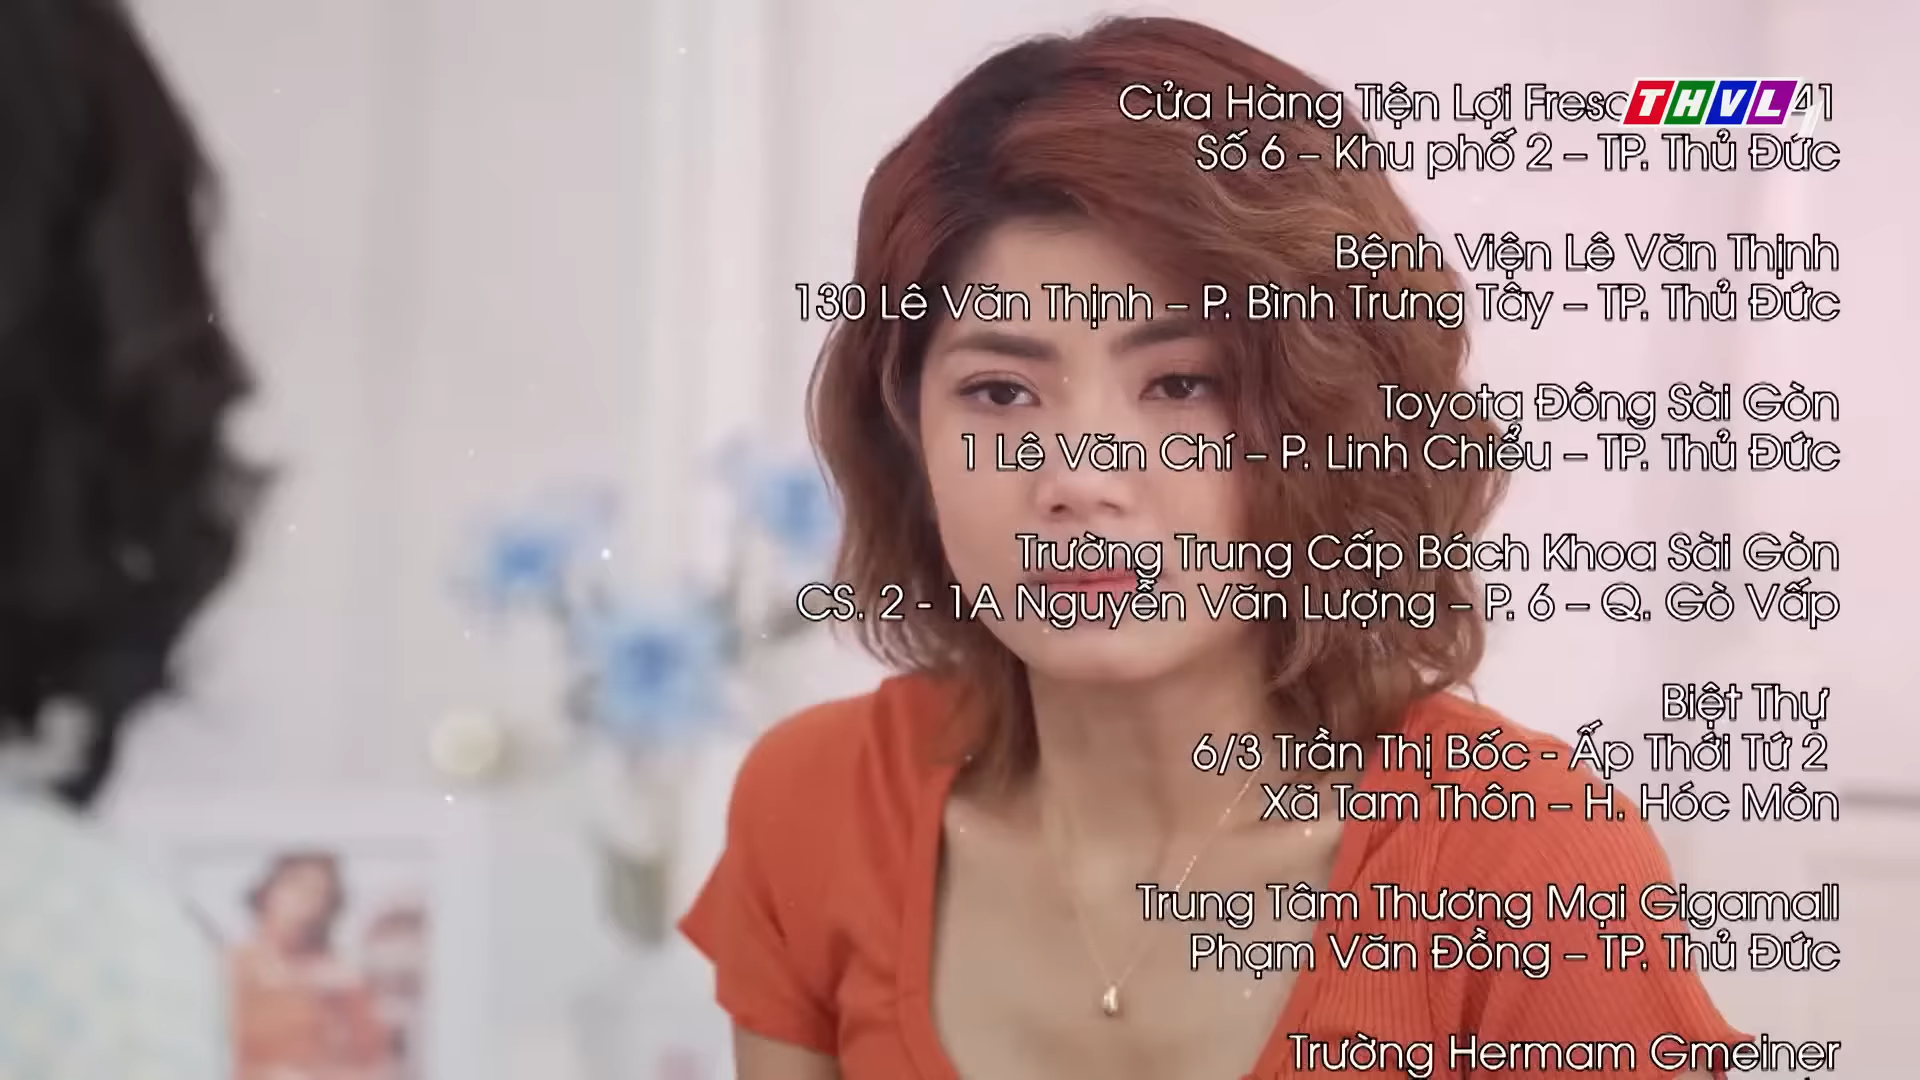 Cửa Hàng Tiện Lợi 41
THVL1
Số 6 – Khu phố 2 – TP. Thủ Đức
Bệnh Viện Lê Văn Thịnh
130 Lê Văn Thịnh – P. Bình Trưng Tây – TP. Thủ Đức
Toyota Đông Sài Gòn
1 Lê Văn Chí – P. Linh Chiểu – TP. Thủ Đức
Trường Trung Cấp Bách Khoa Sài Gòn
CS. 2 - 1A Nguyễn Văn Lượng – P. 6 – Q. Gò Vấp
Biệt Thự
6/3 Trần Thị Bốc - Ấp Thới Tứ 2
Xã Tam Thôn – H. Hóc Môn
Trung Tâm Thương Mại Gigamall
Phạm Văn Đồng – TP. Thủ Đức
Trường Hermam Gmeiner